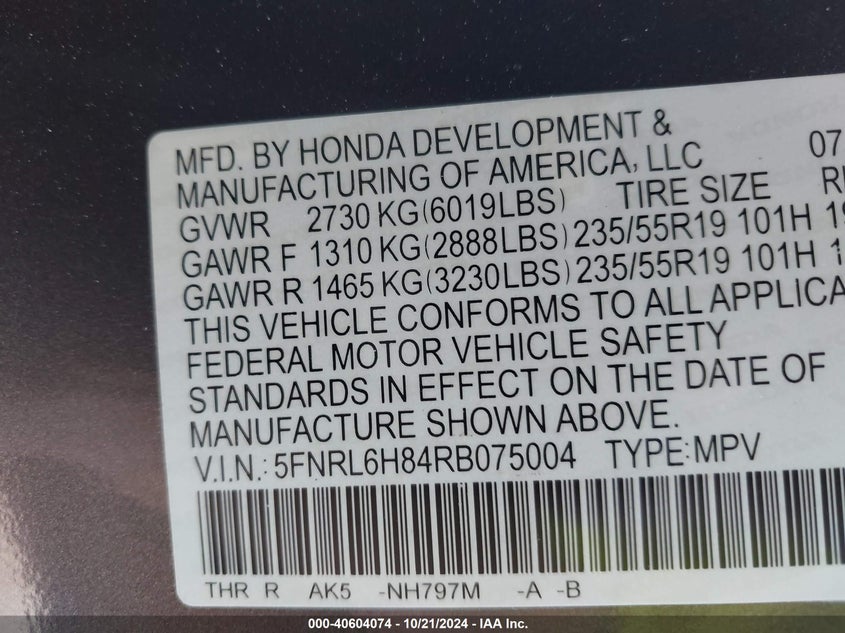 MFD. BY HONDA DEVELOPMENT & 07
MANUFACTURING OF AMERICA, LLC
GVWR 2730 KG(6019LBS) TIRE SIZE
GAWR F 1310 KG(2888LBS) 235/55R19 101H
GAWR R 1465 KG(3230LBS) 235/55R19 101H
THIS VEHICLE CONFORMS TO ALL APPLICA
FEDERAL MOTOR VEHICLE SAFETY
STANDARDS IN EFFECT ON THE DATE OF
MANUFACTURE SHOWN ABOVE.
V.I.N.: 5FNRL6H84RB075004 TYPE:MPV
THR R AK5 -NH797M -A -B
000-40604074 / 10/21/2024 - IAA Inc.